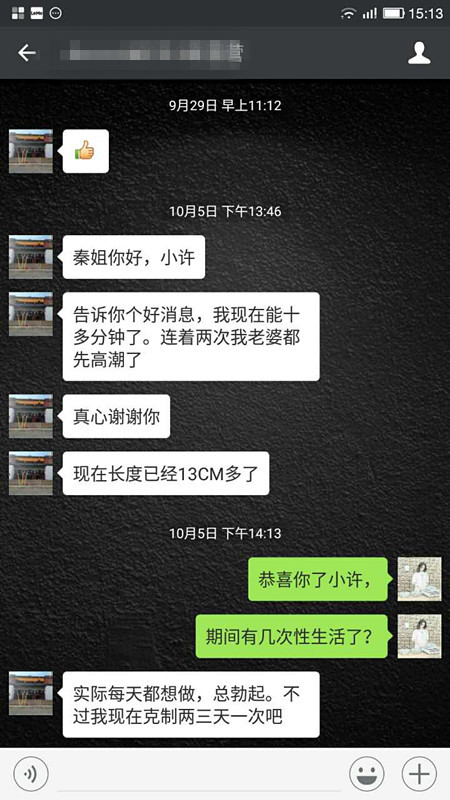 15:13
营
9月29日 早上11:12
10月5日 下午13:46
秦姐你好，小许
告诉你个好消息，我现在能十
多分钟了。连着两次我老婆都
先高潮了
真心谢谢你
现在长度已经13CM多了
10月5日 下午14:13
恭喜你了小许，
期间有几次性生活了？
实际每天都想做，总勃起。不
过我现在克制两三天一次吧